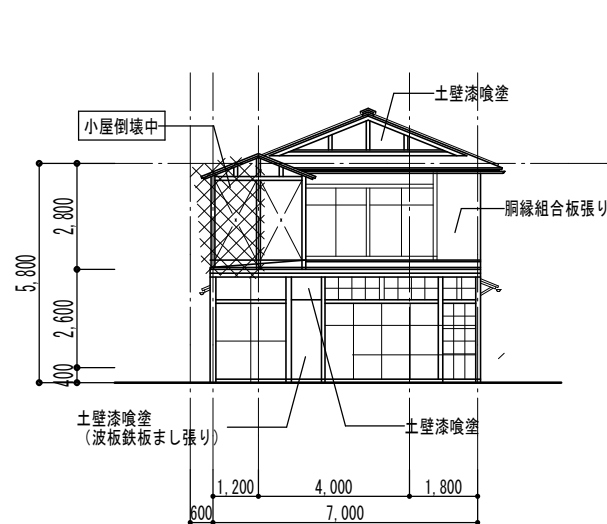 土壁漆喰塗
小屋倒壊中
胴縁組合板張り
2,800
5,800
2,600
400
土壁漆喰塗
（波板鉄板まし張り）
土壁漆喰塗
1,200
4,000
1,800
600
7,000